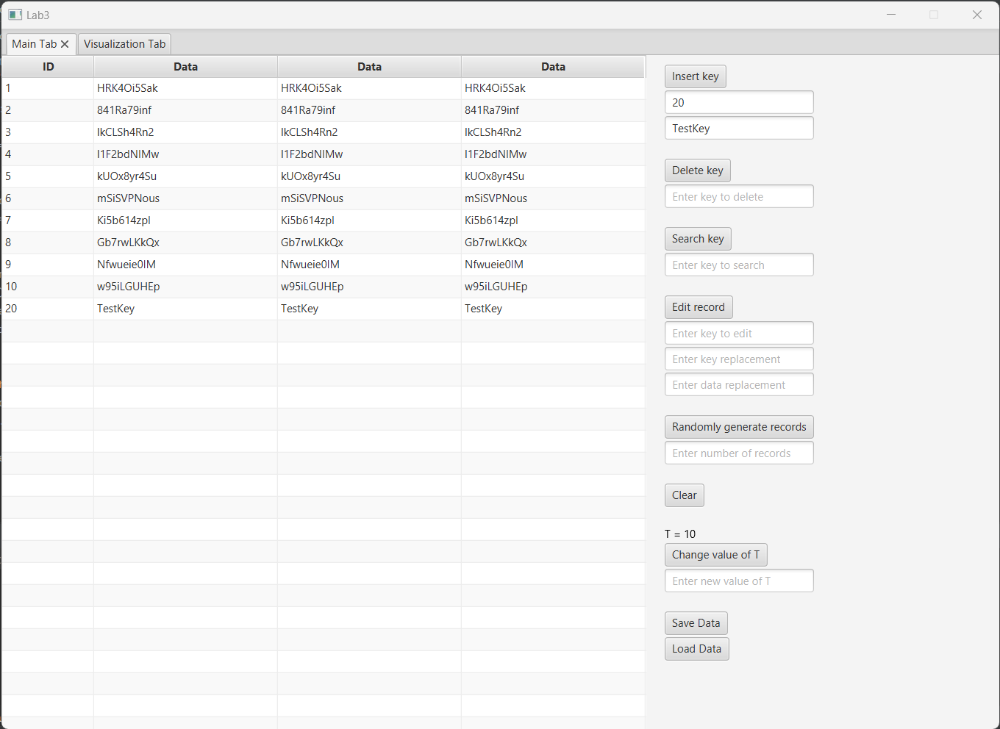 Lab3
Main Tab
Visualization Tab
ID Data Data Data
1 HRK4Oi5Sak HRK4Oi5Sak HRK4Oi5Sak
2 841Ra79inf 841Ra79inf 841Ra79inf
3 IkCLSh4Rn2 IkCLSh4Rn2 IkCLSh4Rn2
4 I1F2bdNIMw I1F2bdNIMw I1F2bdNIMw
5 kUOx8yr4Su kUOx8yr4Su kUOx8yr4Su
6 mSiSVPNous mSiSVPNous mSiSVPNous
7 Ki5b614zpl Ki5b614zpl Ki5b614zpl
8 Gb7rwLKkQx Gb7rwLKkQx Gb7rwLKkQx
9 Nfwueie0lM Nfwueie0lM Nfwueie0lM
10 w95iLGUHEp w95iLGUHEp w95iLGUHEp
20 TestKey TestKey TestKey
Insert key
20
TestKey
Delete key
Enter key to delete
Search key
Enter key to search
Edit record
Enter key to edit
Enter key replacement
Enter data replacement
Randomly generate records
Enter number of records
Clear
T = 10
Change value of T
Enter new value of T
Save Data
Load Data